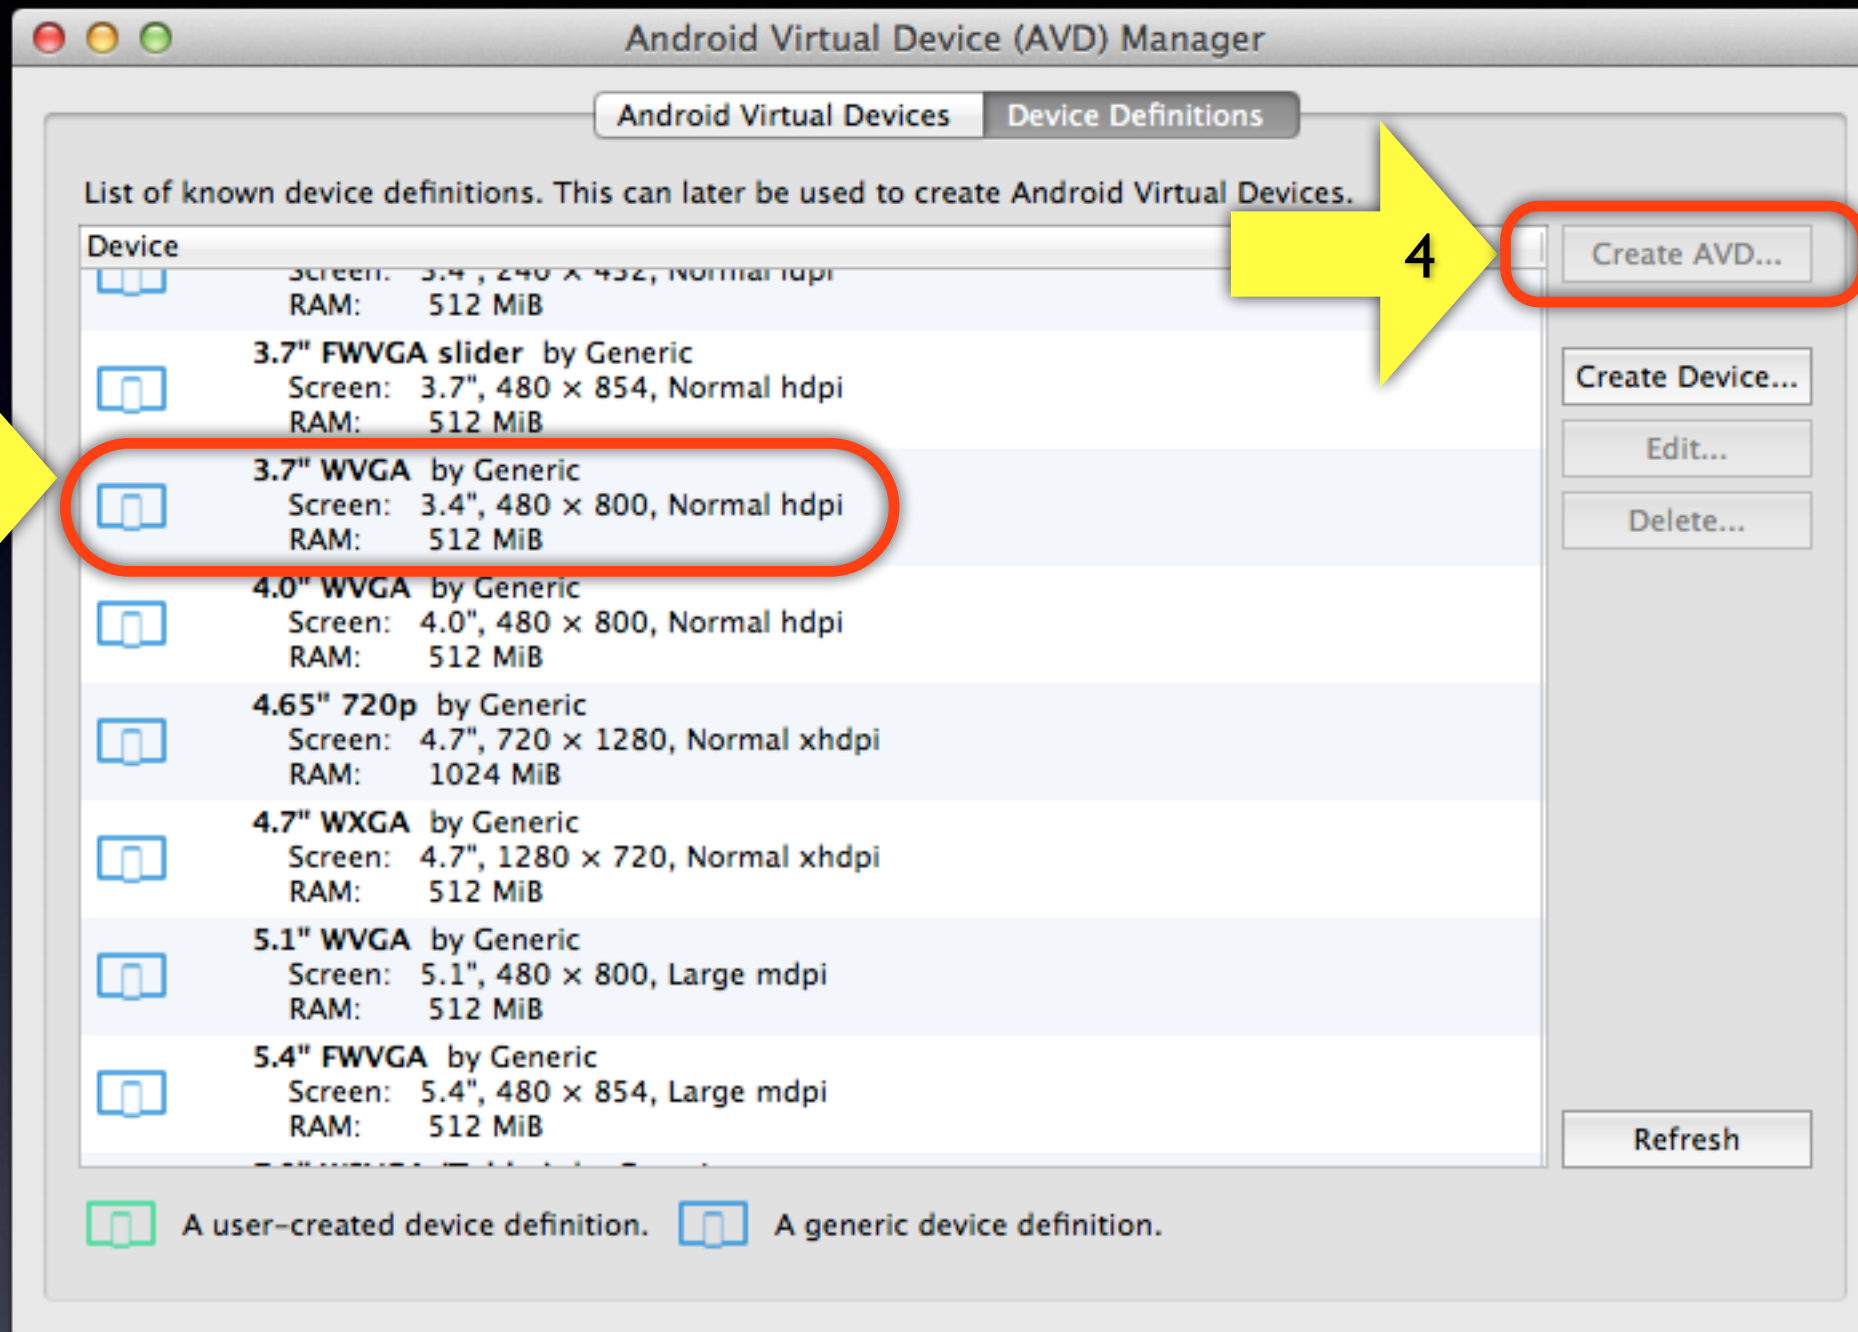 Android Virtual Device (AVD) Manager
Android Virtual Devices
Device Definitions
List of known device definitions. This can later be used to create Android Virtual Devices.
Device
4
Create AVD...
Screen: 3.4", 240 × 432, Normal ldpi
RAM: 512 MiB
3.7" FWVGA slider by Generic
Screen: 3.7", 480 × 854, Normal hdpi
RAM: 512 MiB
Create Device...
Edit...
Delete...
3.7" WVGA by Generic
Screen: 3.4", 480 × 800, Normal hdpi
RAM: 512 MiB
4.0" WVGA by Generic
Screen: 4.0", 480 × 800, Normal hdpi
RAM: 512 MiB
4.65" 720p by Generic
Screen: 4.7", 720 × 1280, Normal xhdpi
RAM: 1024 MiB
4.7" WXGA by Generic
Screen: 4.7", 1280 × 720, Normal xhdpi
RAM: 512 MiB
5.1" WVGA by Generic
Screen: 5.1", 480 × 800, Large mdpi
RAM: 512 MiB
5.4" FWVGA by Generic
Screen: 5.4", 480 × 854, Large mdpi
RAM: 512 MiB
Refresh
A user-created device definition.
A generic device definition.